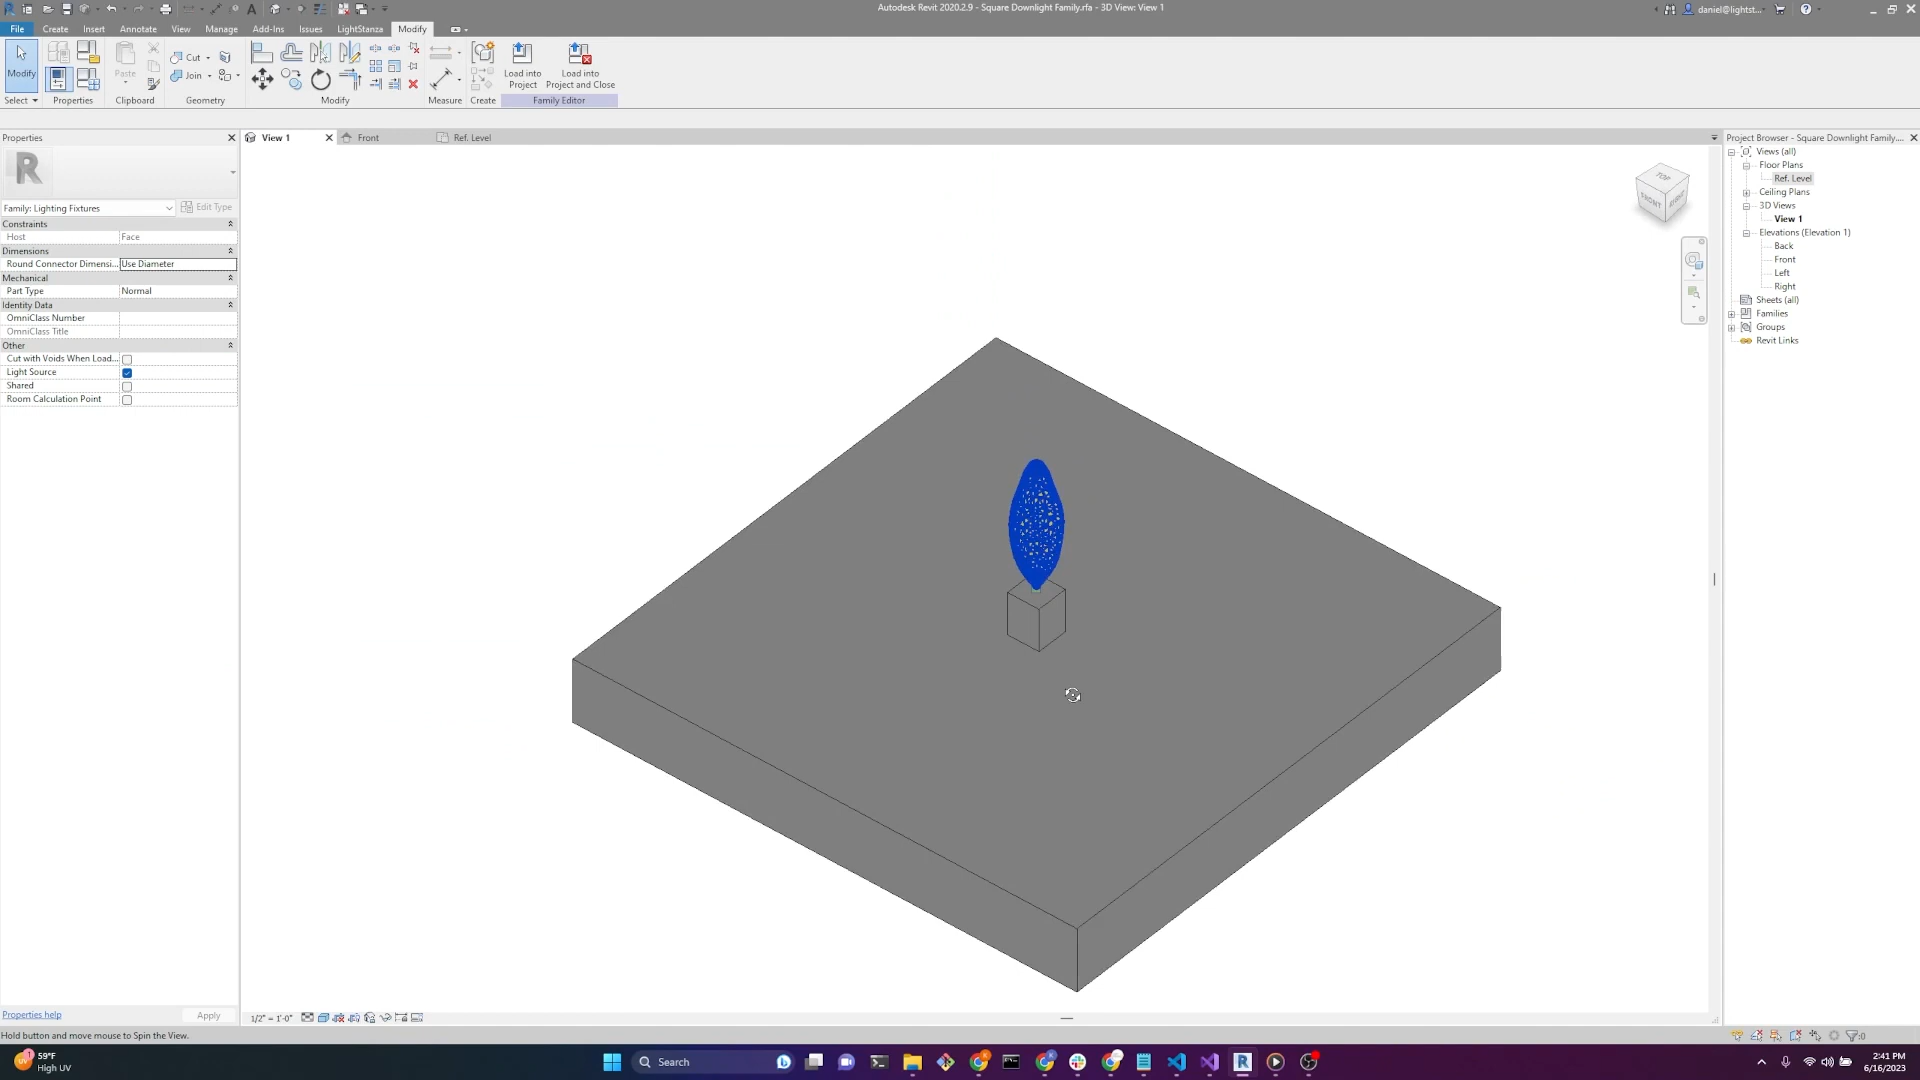 Autodesk Revit 2020.2.9 - Square Downlight Family.rfa - 3D View: View 1
daniel@lightst...
File Create Insert Annotate View Manage Add-Ins Issues LightStanza Modify
Modify Paste Cut Join Load into Project Load into Project and Close
Select Properties Clipboard Geometry Modify Measure Create Family Editor
Properties
View 1 Front Ref. Level
Project Browser - Square Downlight Family....
Family: Lighting Fixtures Edit Type
Constraints
Host Face
Dimensions
Round Connector Dimensi... Use Diameter
Mechanical
Part Type Normal
Identity Data
OmniClass Number
OmniClass Title
Other
Cut with Voids When Load...
Light Source
Shared
Room Calculation Point
TOP
FRONT
Views (all)
Floor Plans
Ref. Level
Ceiling Plans
3D Views
View 1
Elevations (Elevation 1)
Back
Front
Left
Right
Sheets (all)
Families
Groups
Revit Links
Properties help Apply
1/2" = 1'-0"
Hold button and move mouse to Spin the View.
:0
59°F
High UV
Search
2:41 PM
6/16/2023